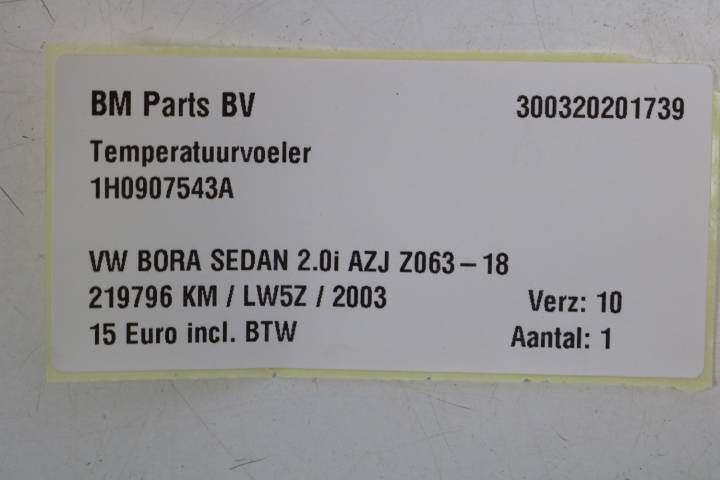 BM Parts BV 300320201739
Temperatuurvoeler
1H0907543A
VW BORA SEDAN 2.0i AZJ Z063-18
219796 KM / LW5Z / 2003 Verz: 10
15 Euro incl. BTW Aantal: 1